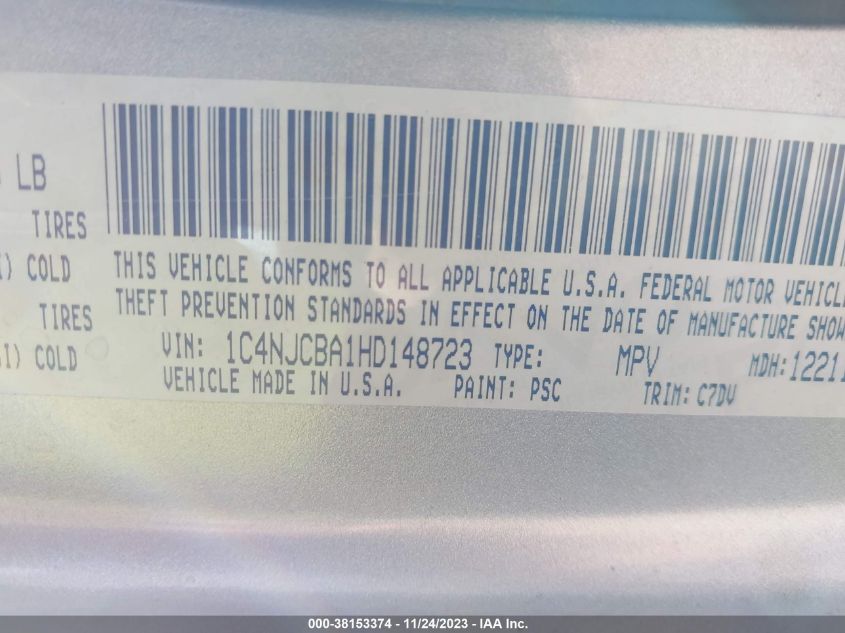 LB
TIRES
I) COLD
TIRES
SI) COLD
THIS VEHICLE CONFORMS TO ALL APPLICABLE U.S.A. FEDERAL MOTOR VEHICLE
THEFT PREVENTION STANDARDS IN EFFECT ON THE DATE OF MANUFACTURE SHOW
VIN: 1C4NJCBA1HD148723 TYPE: MPV MDH:12211
VEHICLE MADE IN U.S.A. PAINT: PSC TRIM: C7DV
000-38153374 - 11/24/2023 - IAA Inc.